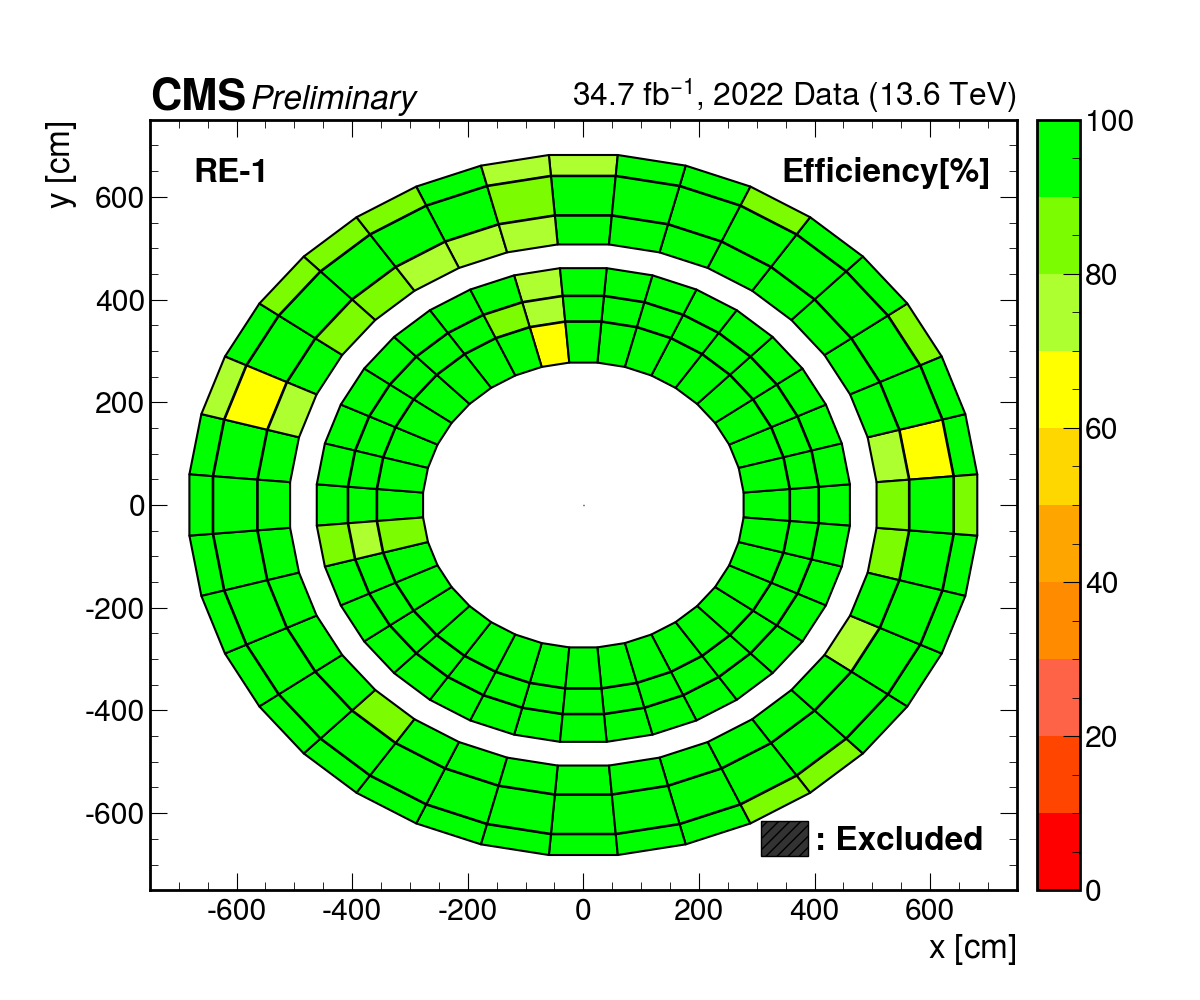 CMS Preliminary 34.7 fb⁻¹, 2022 Data (13.6 TeV)
y [cm]
RE-1 Efficiency[%]
600
400
200
0
-200
-400
-600
: Excluded
-600 -400 -200 0 200 400 600
x [cm]
100
80
60
40
20
0